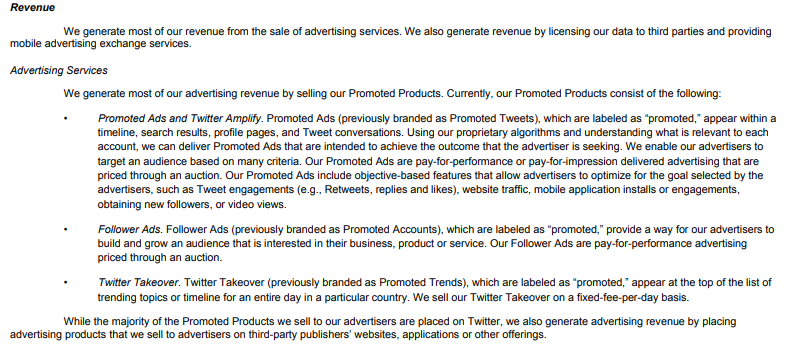 Revenue
We generate most of our revenue from the sale of advertising services. We also generate revenue by licensing our data to third parties and providing
mobile advertising exchange services.
Advertising Services
We generate most of our advertising revenue by selling our Promoted Products. Currently, our Promoted Products consist of the following:
• Promoted Ads and Twitter Amplify. Promoted Ads (previously branded as Promoted Tweets), which are labeled as “promoted,” appear within a
timeline, search results, profile pages, and Tweet conversations. Using our proprietary algorithms and understanding what is relevant to each
account, we can deliver Promoted Ads that are intended to achieve the outcome that the advertiser is seeking. We enable our advertisers to
target an audience based on many criteria. Our Promoted Ads are pay-for-performance or pay-for-impression delivered advertising that are
priced through an auction. Our Promoted Ads include objective-based features that allow advertisers to optimize for the goal selected by the
advertisers, such as Tweet engagements (e.g., Retweets, replies and likes), website traffic, mobile application installs or engagements,
obtaining new followers, or video views.
• Follower Ads. Follower Ads (previously branded as Promoted Accounts), which are labeled as “promoted,” provide a way for our advertisers to
build and grow an audience that is interested in their business, product or service. Our Follower Ads are pay-for-performance advertising
priced through an auction.
• Twitter Takeover. Twitter Takeover (previously branded as Promoted Trends), which are labeled as “promoted,” appear at the top of the list of
trending topics or timeline for an entire day in a particular country. We sell our Twitter Takeover on a fixed-fee-per-day basis.
While the majority of the Promoted Products we sell to our advertisers are placed on Twitter, we also generate advertising revenue by placing
advertising products that we sell to advertisers on third-party publishers’ websites, applications or other offerings.